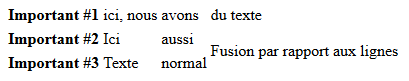 Important #1 ici, nous avons du texte
Important #2 Ici aussi
Fusion par rapport aux lignes
Important #3 Texte normal